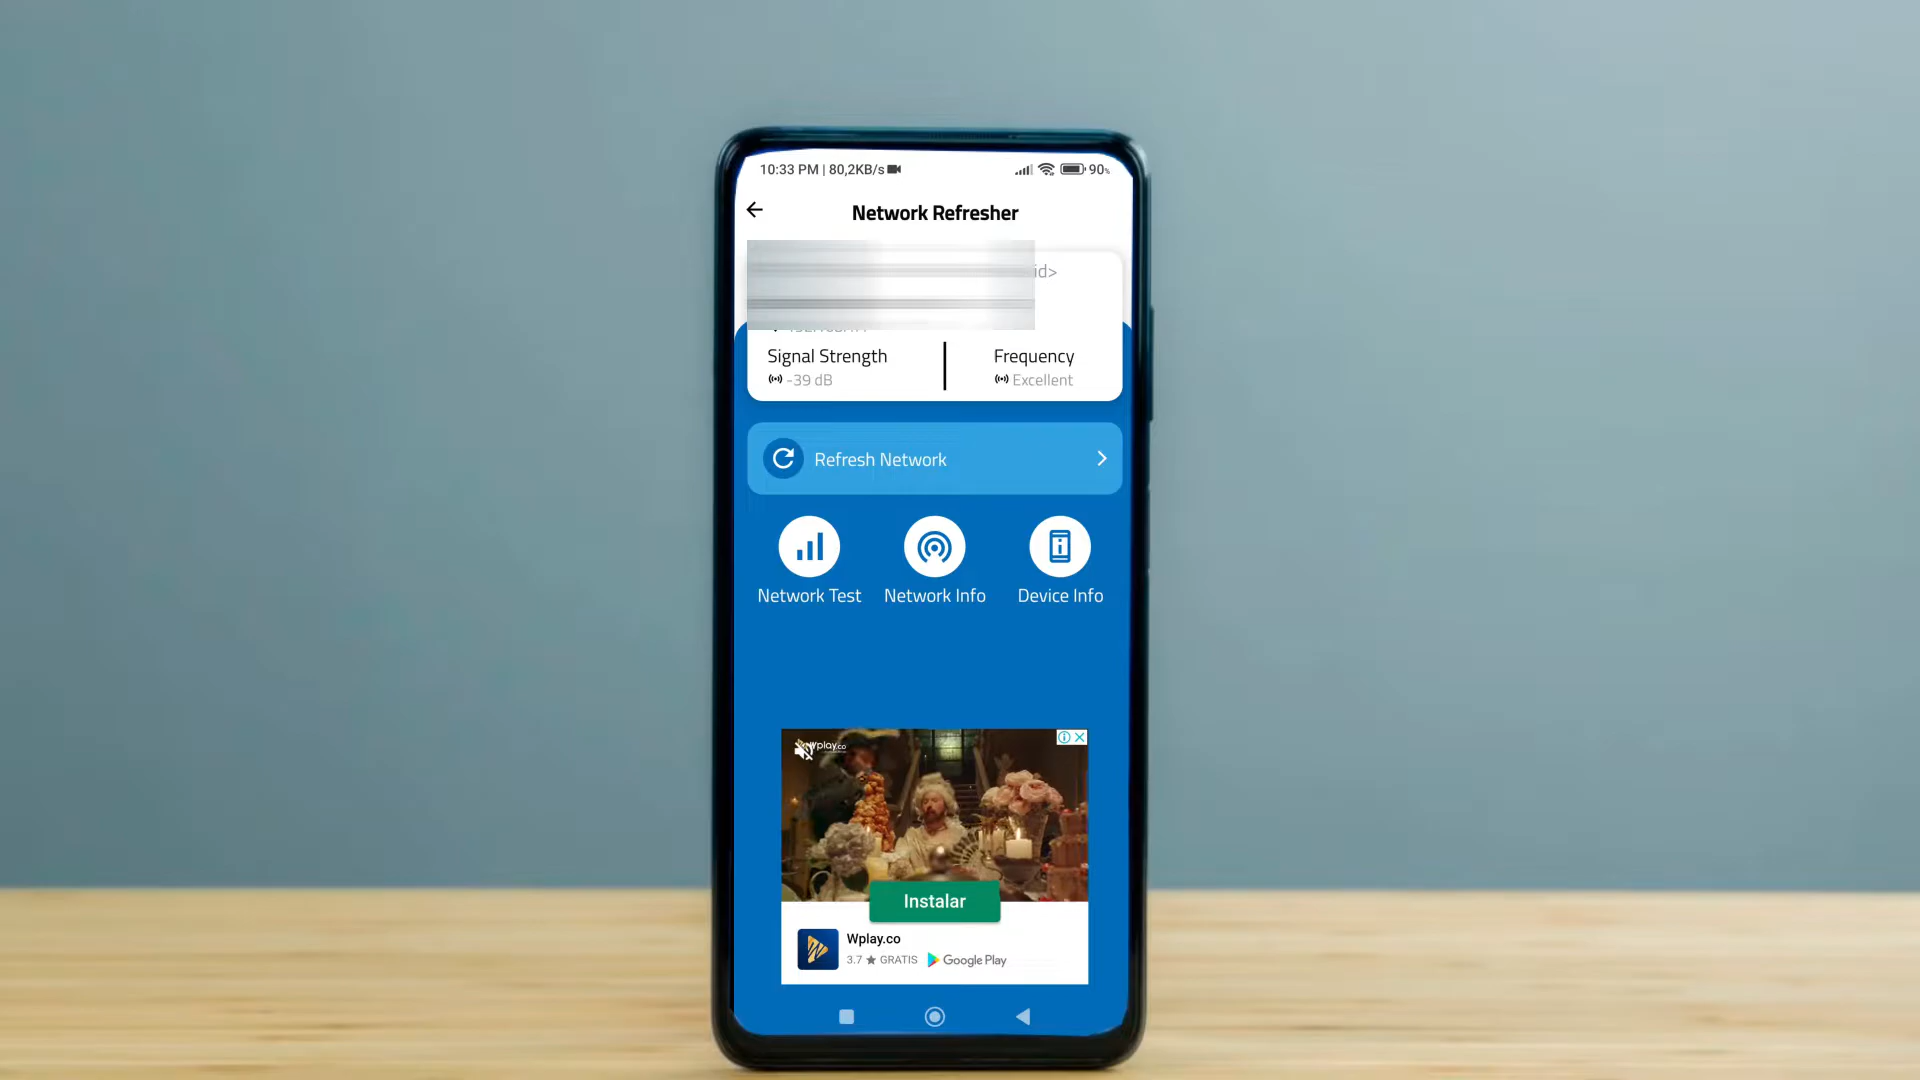 10:33 PM | 80,2KB/s
90%
Network Refresher
id>
Signal Strength
Frequency
-39 dB
Excellent
Refresh Network
Network Test
Network Info
Device Info
Wplay.co
Instalar
Wplay.co
3.7 ★ GRATIS
Google Play